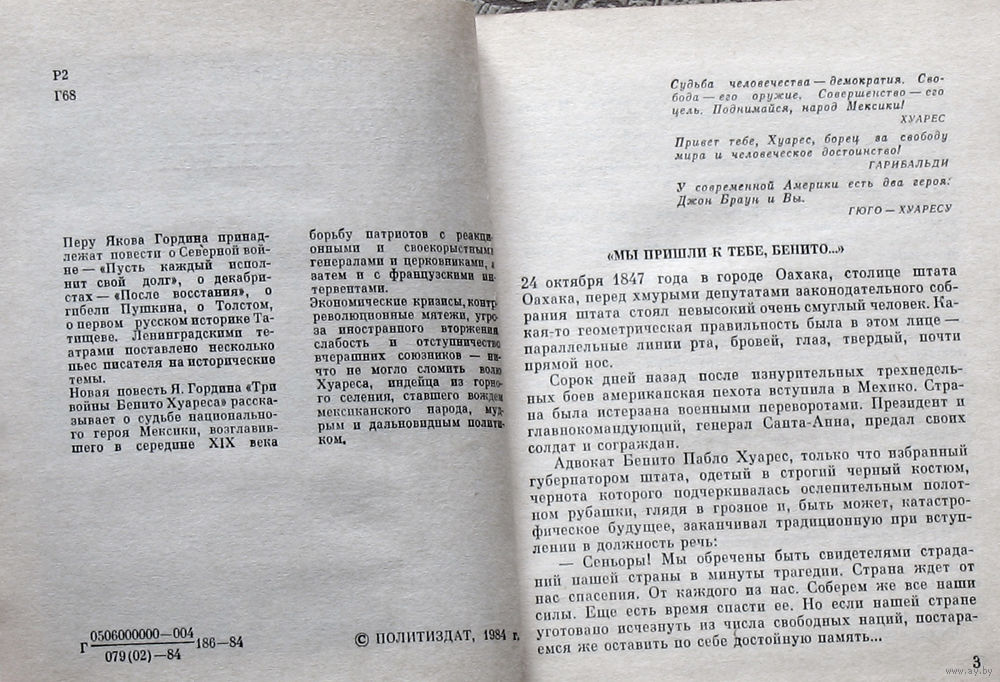 Р2
Г68
Перу Якова Гордина принад-
лежат повести о Северной вой-
не — «Пусть каждый испол-
нит свой долг», о декабри-
стах — «После восстания», о
гибели Пушкина, о Толстом,
о первом русском историке Та-
тищеве. Ленинградскими те-
атрами поставлено несколько
пьес писателя на исторические
темы.
Новая повесть Я. Гордина «Три
войны Бенито Хуареса» расска-
зывает о судьбе национально-
го героя Мексики, возглавив-
шего в середине XIX века
борьбу патриотов с реакци-
онными и своекорыстными
генералами и церковниками, а
затем и с французскими ин-
тервентами.
Экономические кризисы, контр-
революционные мятежи, угро-
за иностранного вторжения
слабость и отступничество
вчерашних союзников — ни-
что не могло сломить волю
Хуареса, индейца из горно-
го селения, ставшего вождем
мексиканского народа, муд-
рым и дальновидным полити-
ком.
Г 0506000000—004
079(02)—84 186—84
© ПОЛИТИЗДАТ, 1984 г.
Судьба человечества — демократия. Сво-
бода — его оружие. Совершенство — его
цель. Поднимайся, народ Мексики!
ХУАРЕС
Привет тебе, Хуарес, борец за свободу
мира и человеческое достоинство!
ГАРИБАЛЬДИ
У современной Америки есть два героя:
Джон Браун и Вы.
ГЮГО — ХУАРЕСУ
«МЫ ПРИШЛИ К ТЕБЕ, БЕНИТО...»
24 октября 1847 года в городе Оахака, столице штата
Оахака, перед хмурыми депутатами законодательного соб-
рания штата стоял невысокий очень смуглый человек. Ка-
кая-то геометрическая правильность была в этом лице —
параллельные линии рта, бровей, глаз, твердый, почти
прямой нос.
Сорок дней назад после изнурительных трехнедель-
ных боев американская пехота вступила в Мехико. Стра-
на была истерзана военными переворотами. Президент и
главнокомандующий, генерал Санта-Анна, предал своих
солдат и сограждан.
Адвокат Бенито Пабло Хуарес, только что избранный
губернатором штата, одетый в строгий черный костюм,
чернота которого подчеркивалась ослепительным полот-
ном рубашки, глядя в грозное и, быть может, катастро-
фическое будущее, заканчивал традиционную при вступ-
лении в должность речь:
— Сеньоры! Мы обречены быть свидетелями страда-
ний нашей страны в минуты трагедии. Страна ждет от
нас спасения. От каждого из нас. Соберем же все наши
силы. Еще есть время спасти ее. Но если нашей стране
уготовано исчезнуть из числа свободных наций, постара-
емся же оставить по себе достойную память...
3
www.ay.by